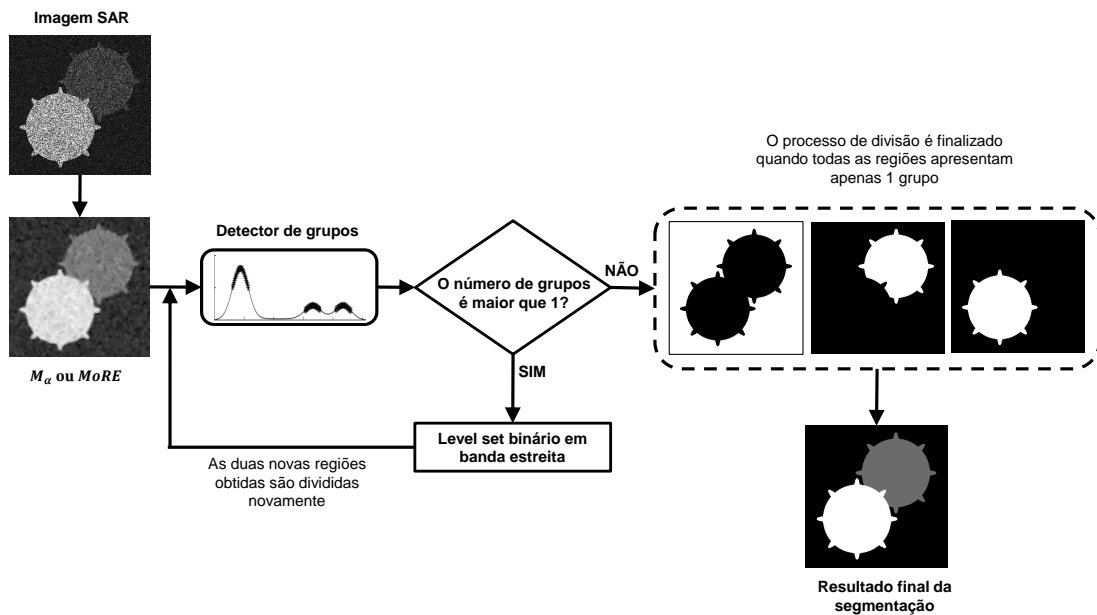 Imagem SAR
Mα ou MoRE
Detector de grupos
O número de grupos
é maior que 1?
NÃO
SIM
Level set binário em
banda estreita
As duas novas regiões
obtidas são divididas
novamente
O processo de divisão é finalizado
quando todas as regiões apresentam
apenas 1 grupo
Resultado final da
segmentação